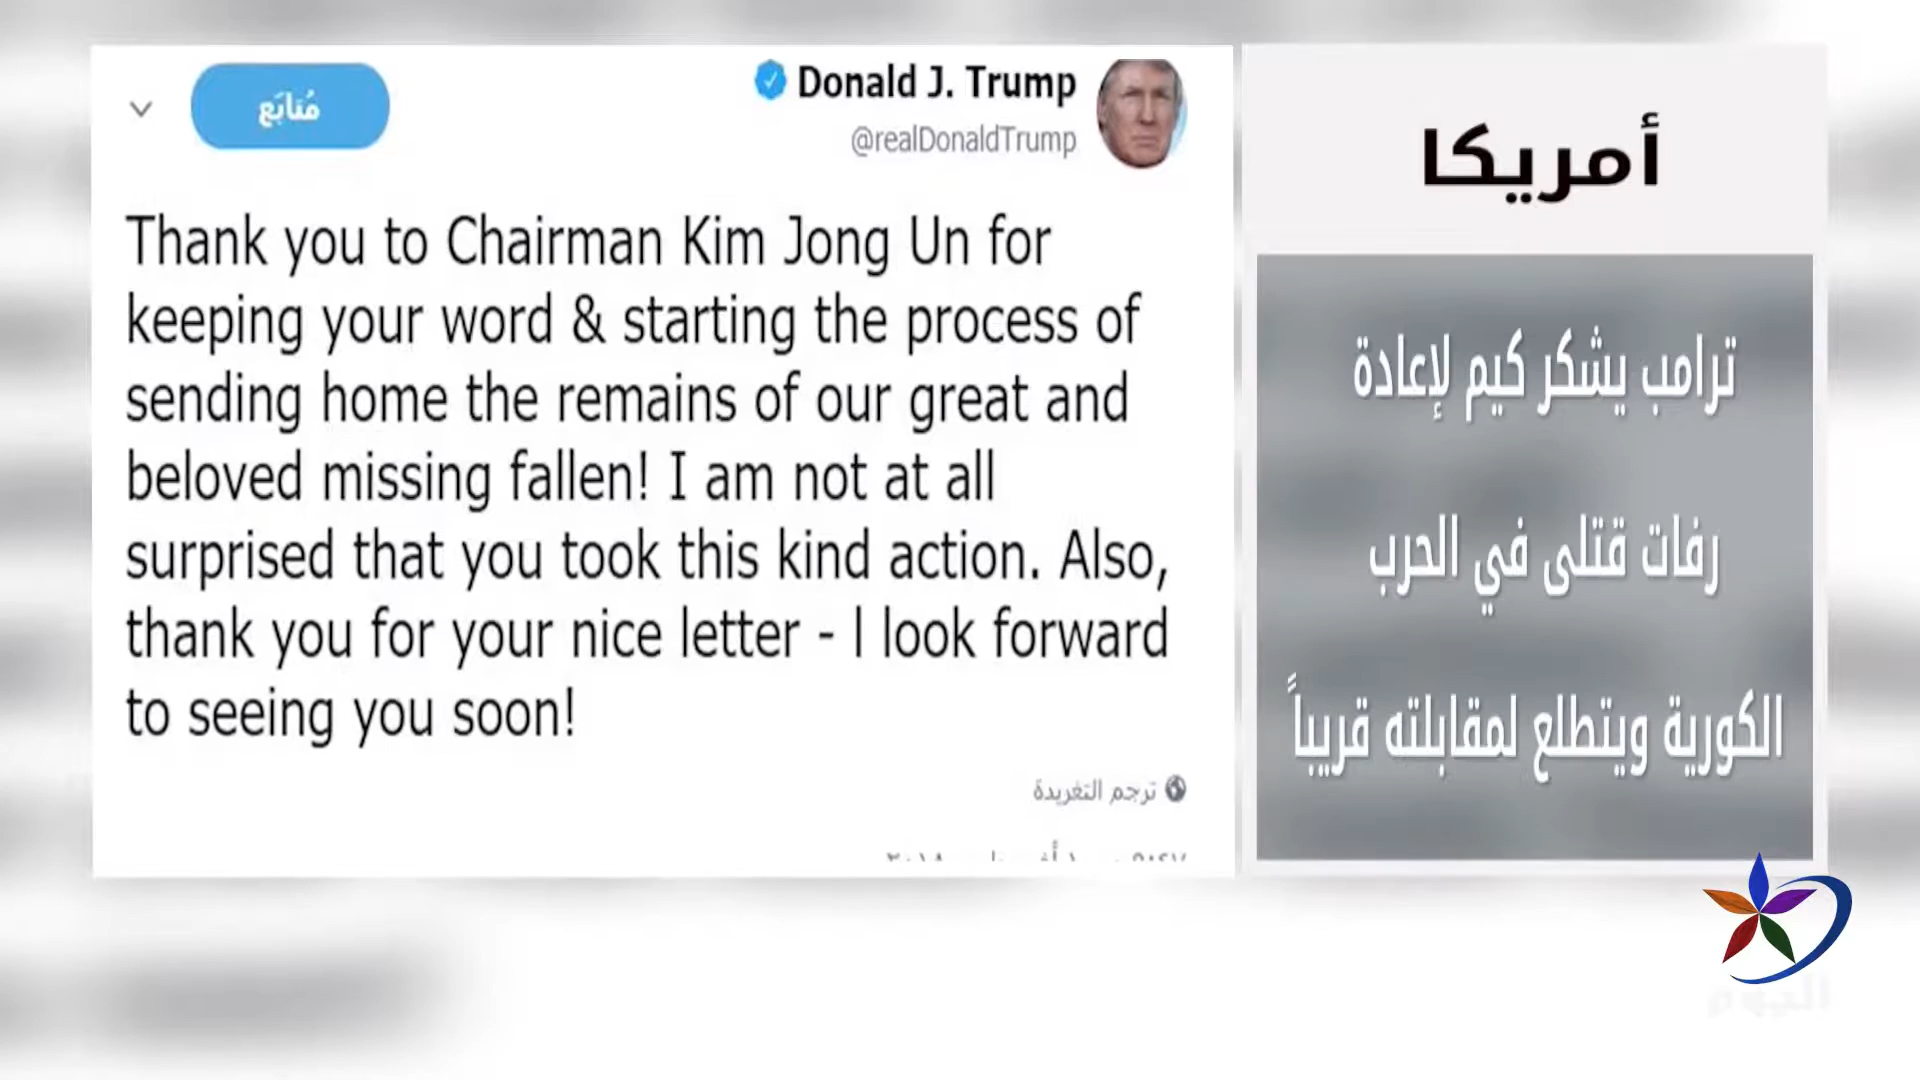 مُتابَع
Donald J. Trump
@realDonaldTrump
Thank you to Chairman Kim Jong Un for
keeping your word & starting the process of
sending home the remains of our great and
beloved missing fallen! I am not at all
surprised that you took this kind action. Also,
thank you for your nice letter - I look forward
to seeing you soon!
ترجم التغريدة
أمريكا
ترامب يشكر كيم لإعادة
رفات قتلى في الحرب
الكورية ويتطلع لمقابلته قريباً
اليوم